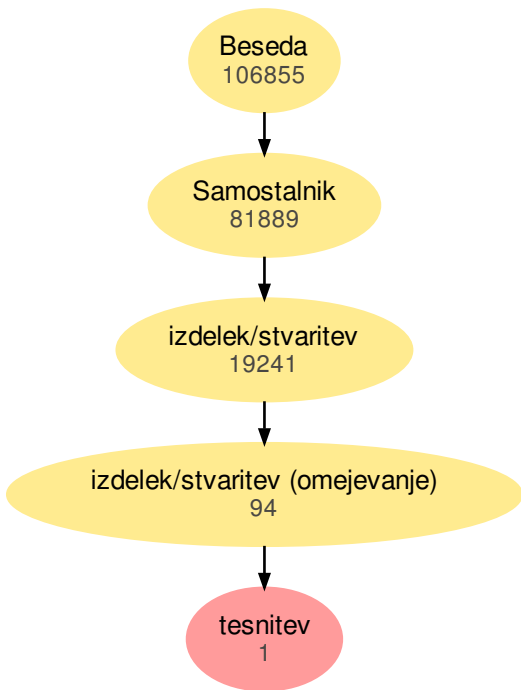 Beseda
106855
Samostalnik
81889
izdelek/stvaritev
19241
izdelek/stvaritev (omejevanje)
94
tesnitev
1